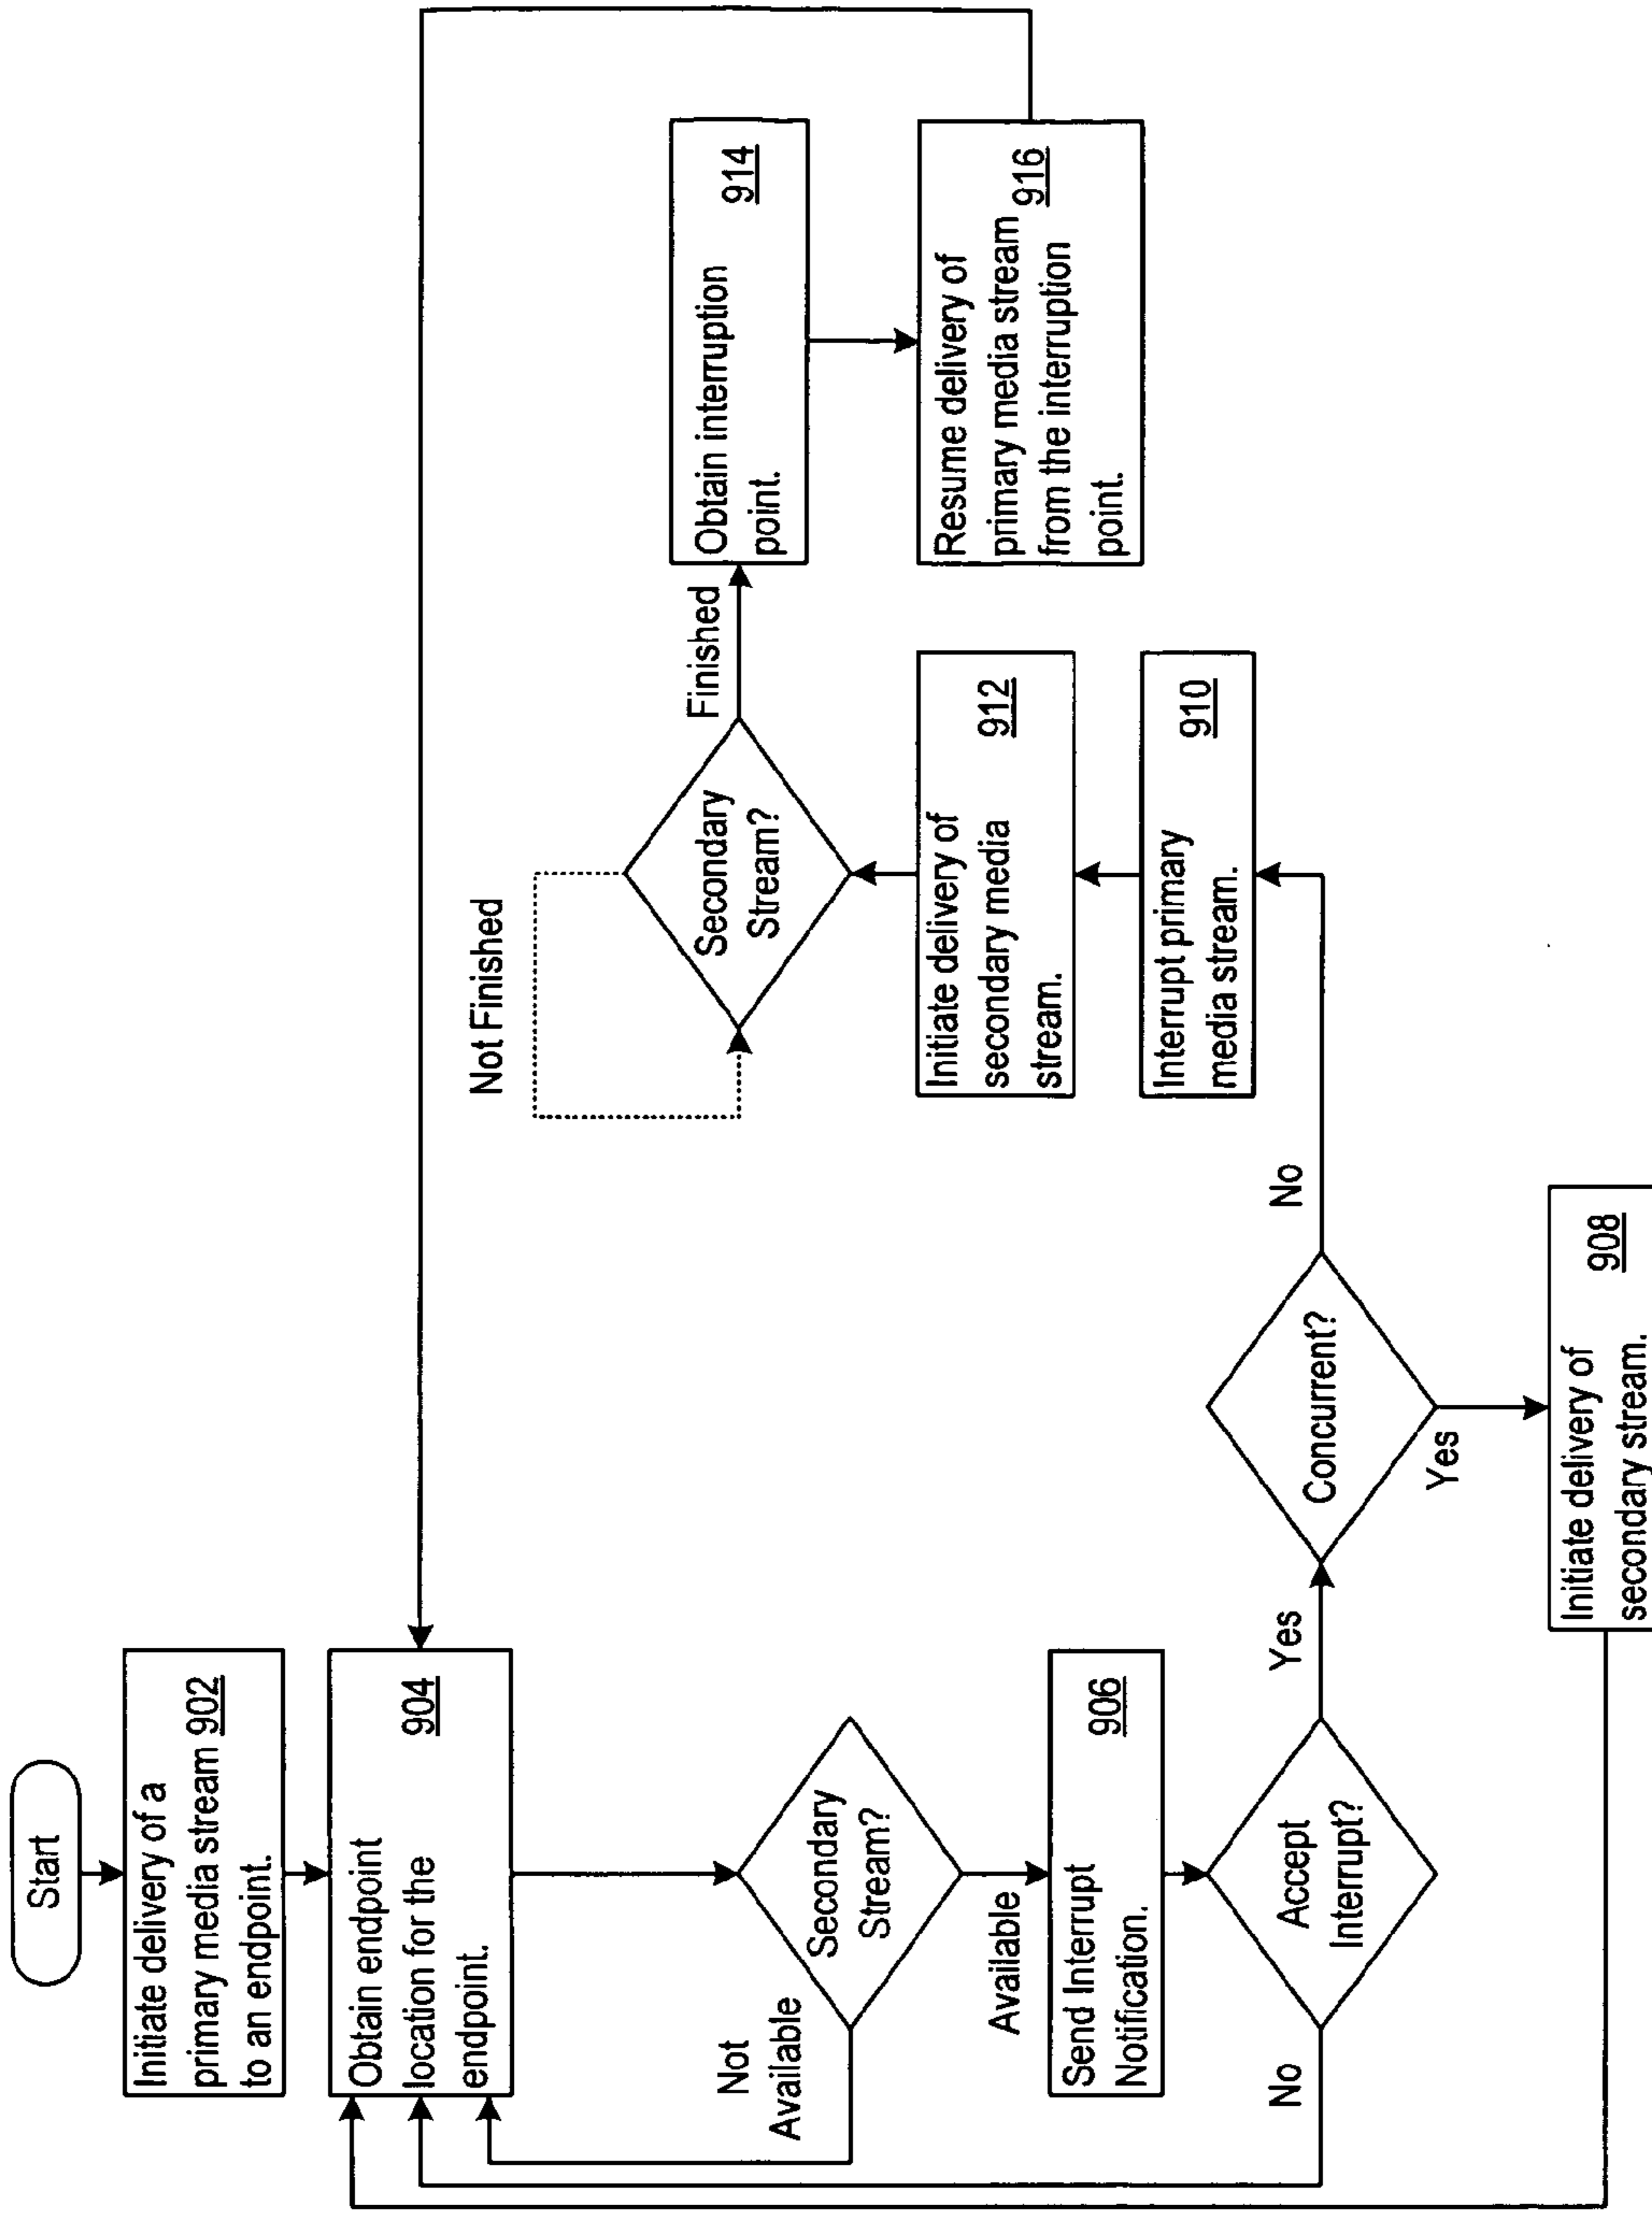 Start
Initiate delivery of a
primary media stream 902
to an endpoint.
Obtain endpoint
location for the 904
endpoint.
Secondary
Stream?
Not
Available
Available
Send Interrupt
Notification. 906
Accept
Interrupt?
No
Yes
Concurrent?
Yes
No
Initiate delivery of
secondary stream. 908
Interrupt primary
media stream. 910
Initiate delivery of
secondary media 912
stream.
Secondary
Stream?
Not Finished
Finished
Obtain interruption
point. 914
Resume delivery of
primary media stream
from the interruption 916
point.